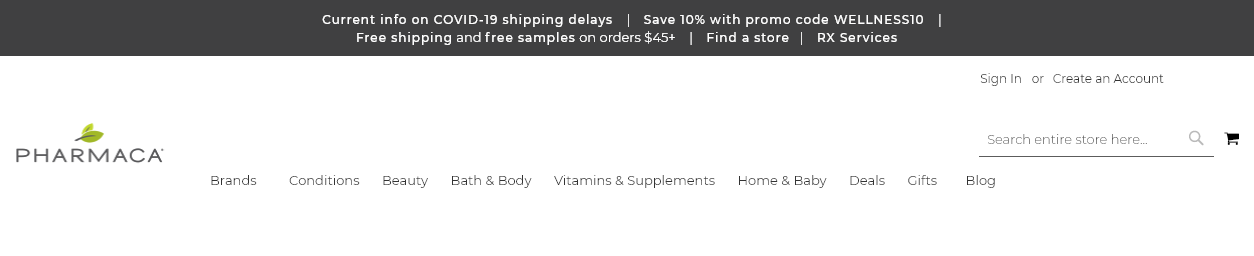 Current info on COVID-19 shipping delays | Save 10% with promo code WELLNESS10 |
Free shipping and free samples on orders $45+ | Find a store | RX Services
Sign In or Create an Account
PHARMACA
Search entire store here...
Brands Conditions Beauty Bath & Body Vitamins & Supplements Home & Baby Deals Gifts Blog